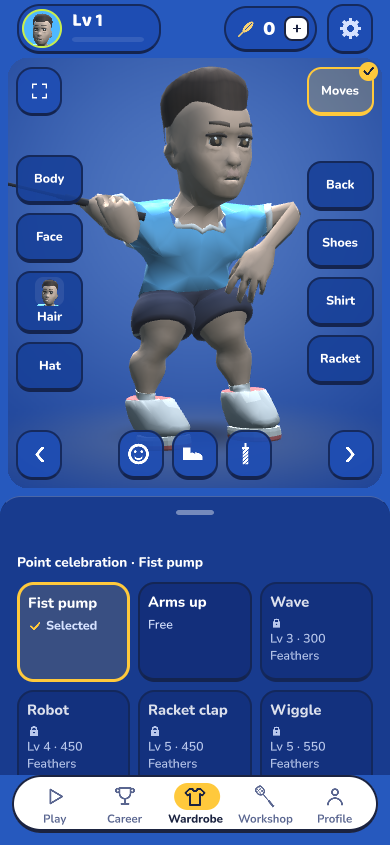 Lv 1
0
+
Moves
Body
Back
Face
Shoes
Hair
Shirt
Hat
Racket
Point celebration · Fist pump
Fist pump
Selected
Arms up
Free
Wave
Lv 3 · 300
Feathers
Robot
Lv 4 · 450
Feathers
Racket clap
Lv 5 · 450
Feathers
Wiggle
Lv 5 · 550
Feathers
Play
Career
Wardrobe
Workshop
Profile